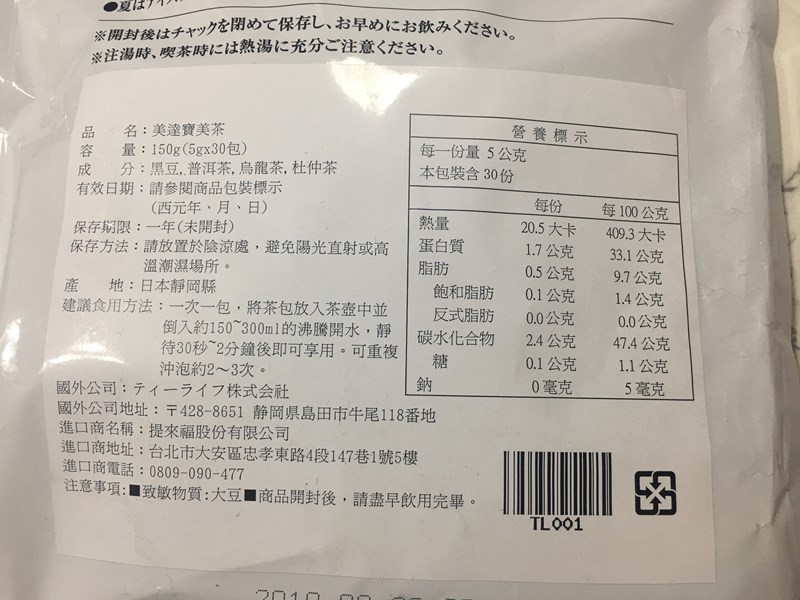 ●夏はアイス
※開封後はチャックを閉めて保存し、お早めにお飲みください。
※注湯時、喫茶時には熱湯に充分ご注意ください。
品　　名：美達寶美茶
容　　量：150g(5gx30包)
成　　分：黑豆,普洱茶,烏龍茶,杜仲茶
有效日期：請參閱商品包裝標示
(西元年、月、日)
保存期限：一年(未開封)
保存方法：請放置於陰涼處，避免陽光直射或高
溫潮濕場所。
產　　地：日本靜岡縣
建議食用方法：一次一包，將茶包放入茶壺中並
倒入約150~300ml的沸騰開水，靜
待30秒~2分鐘後即可享用。可重複
沖泡約2～3次。
國外公司：ティーライフ株式会社
國外公司地址：〒428-8651 静岡県島田市牛尾118番地
進口商名稱：提來福股份有限公司
進口商地址：台北市大安區忠孝東路4段147巷1號5樓
進口商電話：0809-090-477
注意事項:■致敏物質:大豆■商品開封後，請盡早飲用完畢。
營養標示
每一份量 5公克
本包裝含30份
每份 每100公克
熱量 20.5大卡 409.3大卡
蛋白質 1.7公克 33.1公克
脂肪 0.5公克 9.7公克
飽和脂肪 0.1公克 1.4公克
反式脂肪 0.0公克 0.0公克
碳水化合物 2.4公克 47.4公克
糖 0.1公克 1.1公克
鈉 0毫克 5毫克
TL001